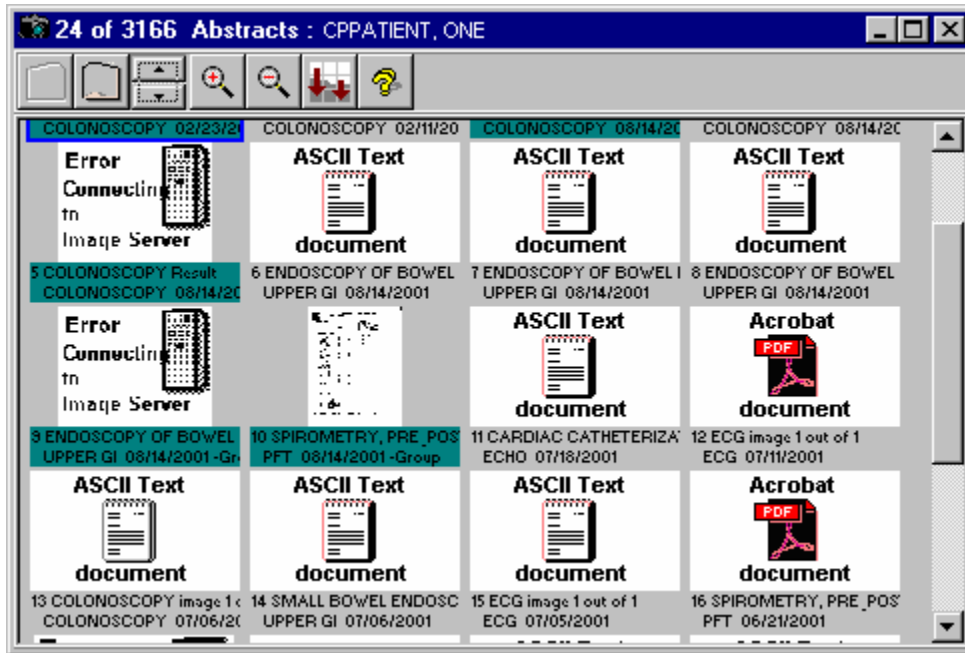 24 of 3166 Abstracts : CPPATIENT, ONE
COLONOSCOPY 02/23/20
COLONOSCOPY 02/11/20
COLONOSCOPY 08/14/20
COLONOSCOPY 08/14/20
Error
Connecting
to
Image Server
ASCII Text
document
ASCII Text
document
ASCII Text
document
5 COLONOSCOPY Result
COLONOSCOPY 08/14/20
6 ENDOSCOPY OF BOWEL
UPPER GI 08/14/2001
7 ENDOSCOPY OF BOWEL I
UPPER GI 08/14/2001
8 ENDOSCOPY OF BOWEL
UPPER GI 08/14/2001
Error
Connecting
to
Image Server
ASCII Text
document
Acrobat
PDF
document
9 ENDOSCOPY OF BOWEL
UPPER GI 08/14/2001-Gr
10 SPIROMETRY, PRE_POS
PFT 08/14/2001-Group
11 CARDIAC CATHETERIZA
ECHO 07/18/2001
12 ECG image 1 out of 1
ECG 07/11/2001
ASCII Text
document
ASCII Text
document
ASCII Text
document
Acrobat
PDF
document
13 COLONOSCOPY image 1
COLONOSCOPY 07/06/20
14 SMALL BOWEL ENDOSC
UPPER GI 07/06/2001
15 ECG image 1 out of 1
ECG 07/05/2001
16 SPIROMETRY, PRE_POS
PFT 06/21/2001